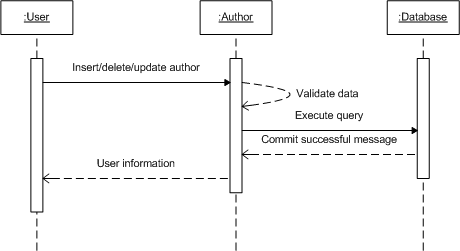 :User
:Author
:Database
Insert/delete/update author
Validate data
Execute query
Commit successful message
User information